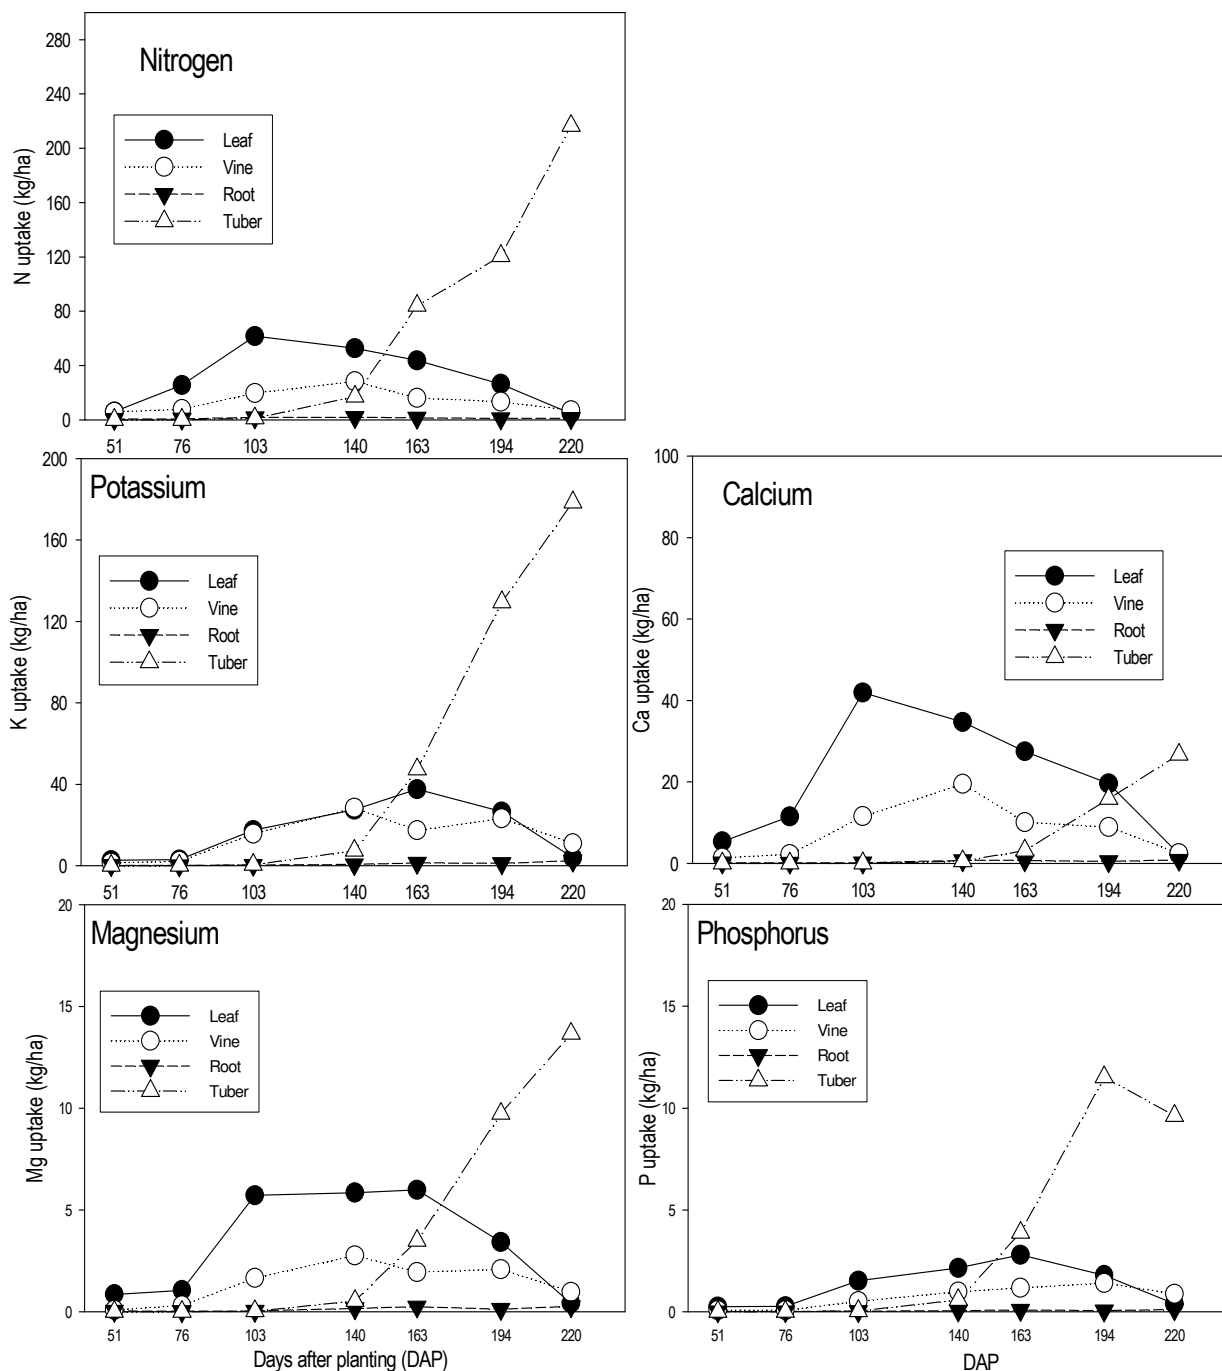 Nitrogen
N uptake (kg/ha)
280
240
200
160
120
80
40
0
Leaf
Vine
Root
Tuber
51 76 103 140 163 194 220
Potassium
K uptake (kg/ha)
200
160
120
80
40
0
Leaf
Vine
Root
Tuber
51 76 103 140 163 194 220
Calcium
Ca uptake (kg/ha)
100
80
60
40
20
0
Leaf
Vine
Root
Tuber
51 76 103 140 163 194 220
Magnesium
Mg uptake (kg/ha)
20
15
10
5
0
Leaf
Vine
Root
Tuber
51 76 103 140 163 194 220
Days after planting (DAP)
Phosphorus
P uptake (kg/ha)
20
15
10
5
0
Leaf
Vine
Root
Tuber
51 76 103 140 163 194 220
DAP